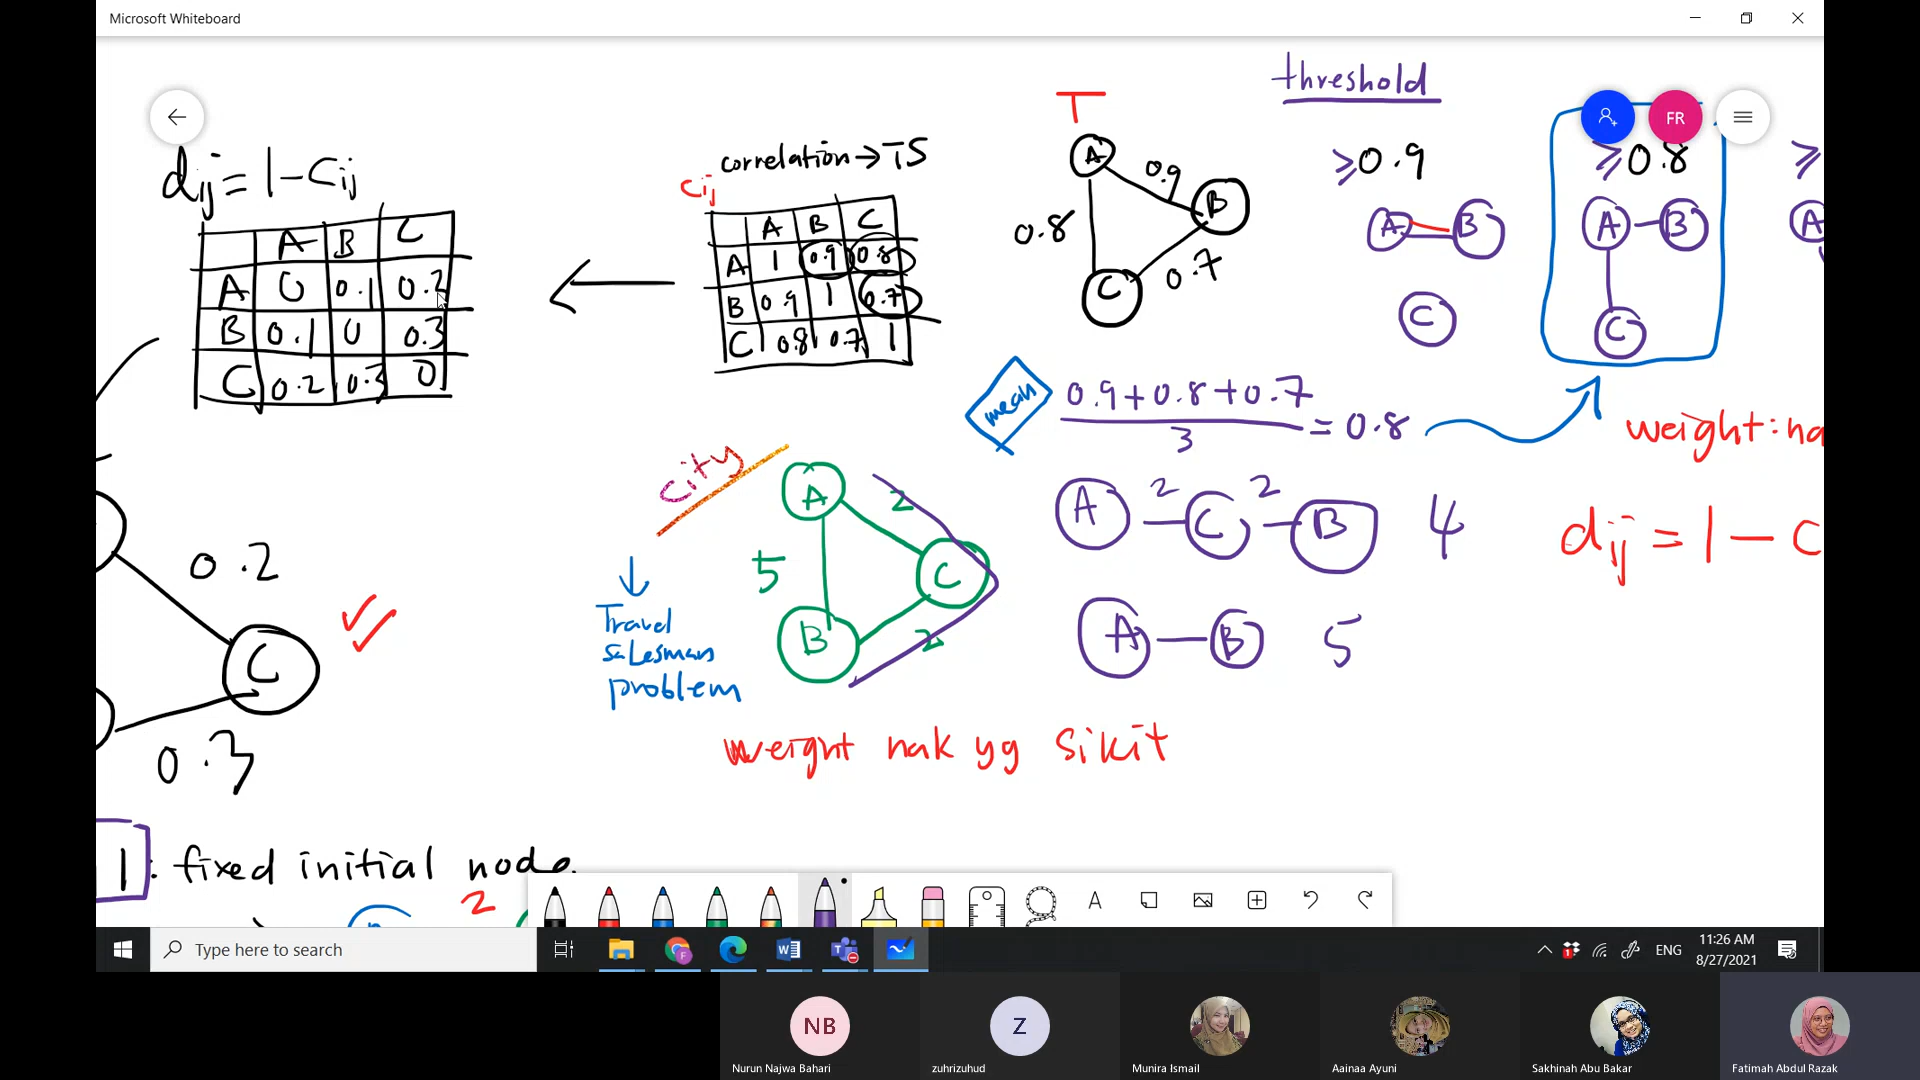 Microsoft Whiteboard
threshold
T
FR
dij = 1 - Cij
correlation → TS
Cij
A B C
A 0 0.1 0.2
B 0.1 0 0.3
C 0.2 0.3 0
A B C
A 1 0.9 0.8
B 0.9 1 0.7
C 0.8 0.7 1
A
0.9
B
0.8
0.7
C
≥0.9
A B
C
≥0.8
A B
C
≥
A
mean
0.9+0.8+0.7
3
= 0.8
weight: na
city
A
2
5
C
B
2
A 2 C 2 B 4
A B 5
dij = 1 - C
Travel
salesman
problem
0.2
C
0.3
weight nak yg sikit
1 : fixed initial node
2
A
Type here to search
ENG
11:26 AM
8/27/2021
NB
Z
Nurun Najwa Bahari
zuhrizuhud
Munira Ismail
Aainaa Ayuni
Sakhinah Abu Bakar
Fatimah Abdul Razak